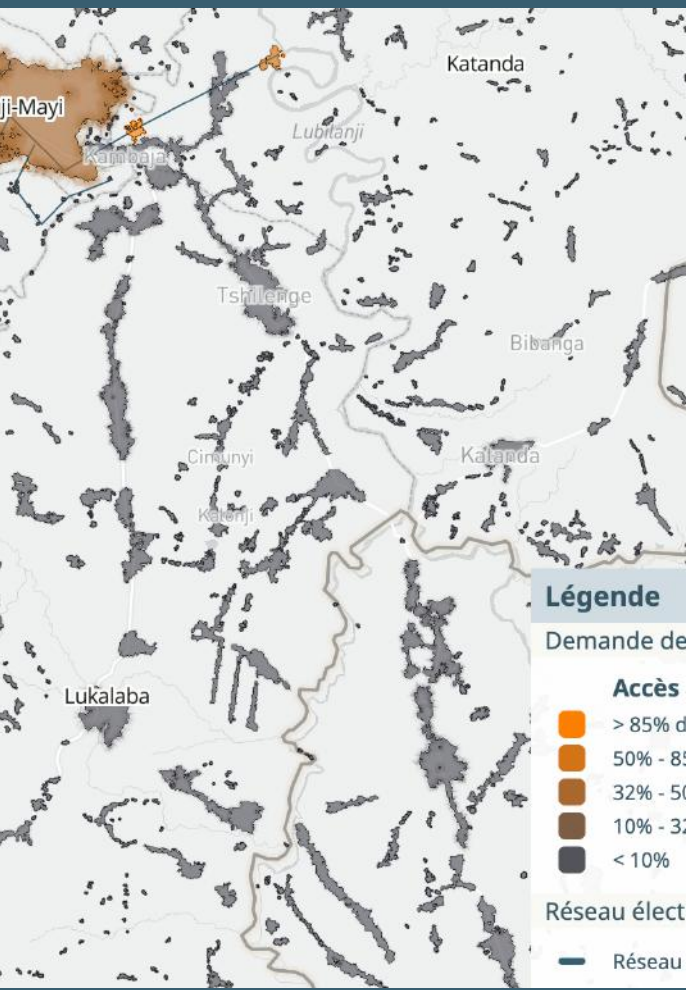 Katanda
ji-Mayi
Lubilanji
Kambaja
Tshilenge
Bibanga
Cimunyi
Katanda
Katonji
Légende
Demande de
Accès
Lukalaba
> 85% d
50% - 85
32% - 50
10% - 32
< 10%
Réseau élect
Réseau